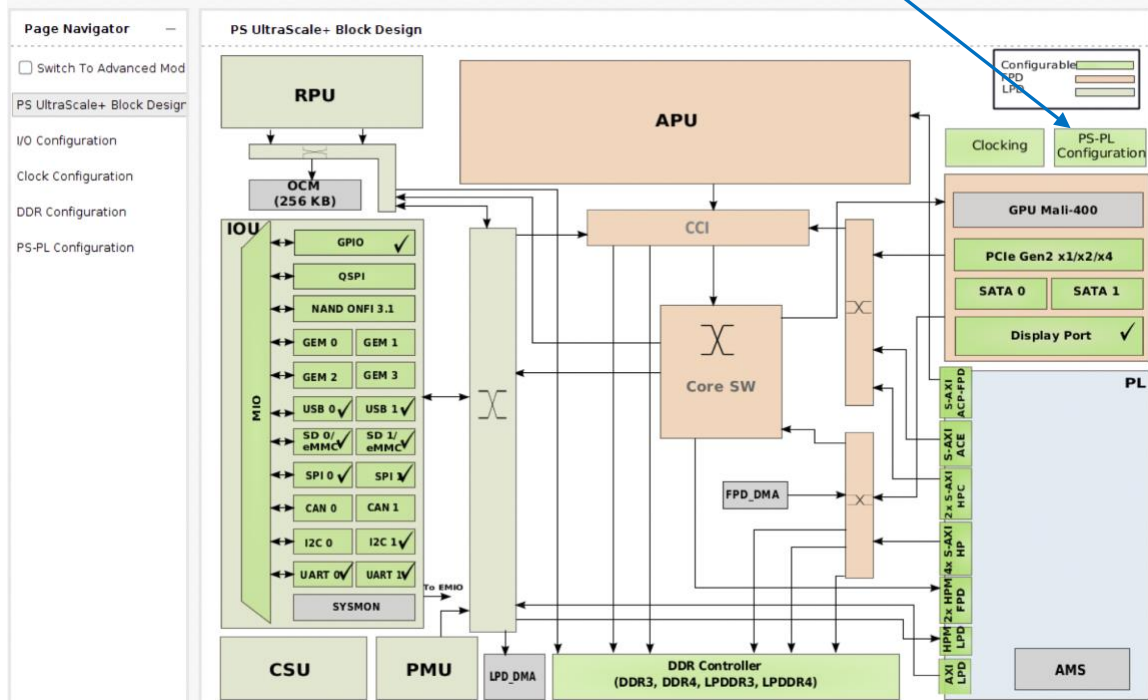 Page Navigator
PS UltraScale+ Block Design
Switch To Advanced Mod
PS UltraScale+ Block Design
I/O Configuration
Clock Configuration
DDR Configuration
PS-PL Configuration
RPU
APU
Configurable
FPD
LPD
Clocking
PS-PL
Configuration
OCM
(256 KB)
GPU Mali-400
IOU
CCI
GPIO
PCIe Gen2 x1/x2/x4
QSPI
SATA 0
SATA 1
NAND ONFI 3.1
Display Port
GEM 0
GEM 1
GEM 2
GEM 3
Core SW
PL
MIO
USB 0
USB 1
SD 0/
eMMC
SD 1/
eMMC
SPI 0
SPI 1
CAN 0
CAN 1
I2C 0
I2C 1
UART 0
UART 1
SYSMON
To EMIO
FPD_DMA
S-AXI
ACP-FPD
S-AXI
ACE
2x S-AXI
HPC
4x S-AXI
HP
2x HPM
FPD
HPM
LPD
AXI
LPD
CSU
PMU
LPD_DMA
DDR Controller
(DDR3, DDR4, LPDDR3, LPDDR4)
AMS